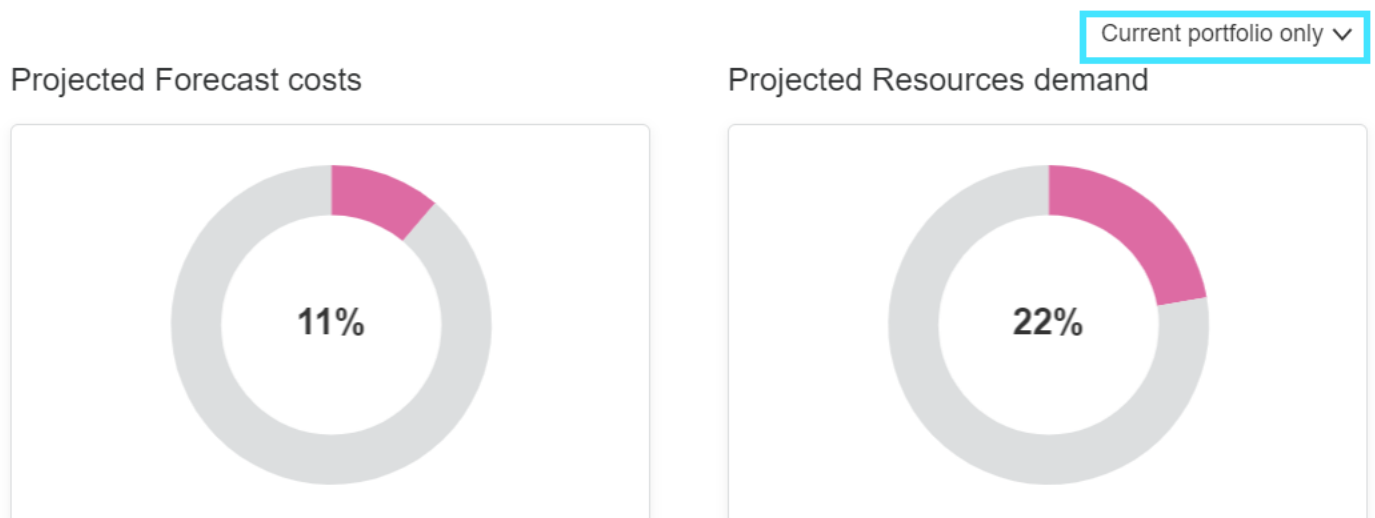 Current portfolio only
Projected Forecast costs
Projected Resources demand
11%
22%